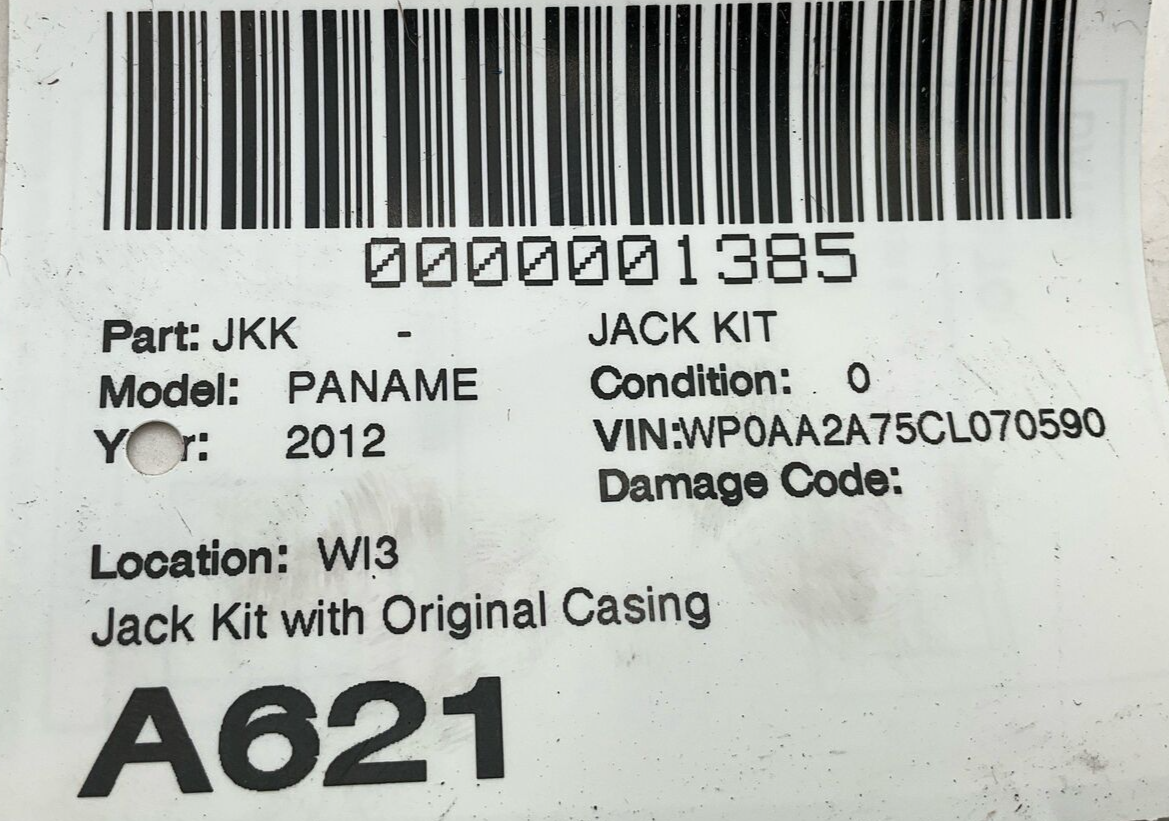 0000001385
Part: JKK - JACK KIT
Model: PANAME Condition: 0
Y r: 2012 VIN:WP0AA2A75CL070590
Damage Code:
Location: WI3
Jack Kit with Original Casing
A621